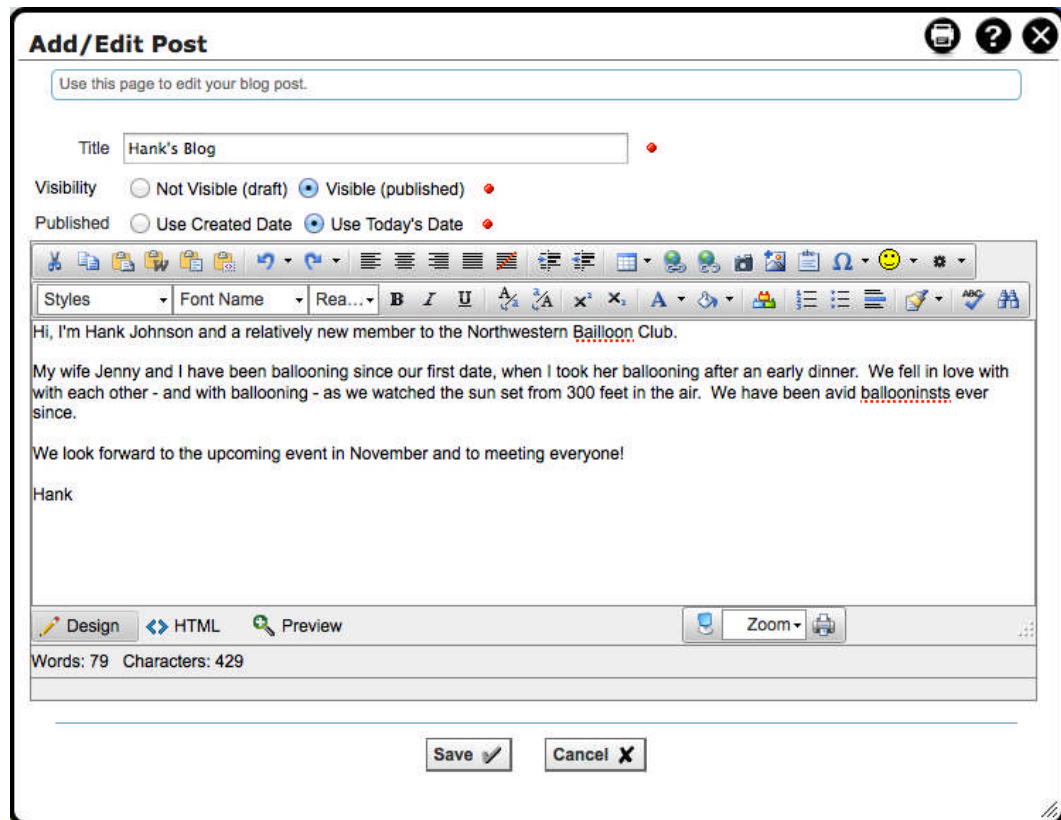 Add/Edit Post
?
Use this page to edit your blog post.
Title Hank's Blog
Visibility Not Visible (draft) Visible (published)
Published Use Created Date Use Today's Date
Ω
Styles Font Name Rea... B I U A A x² x₂ A ABC
Hi, I'm Hank Johnson and a relatively new member to the Northwestern Bailloon Club.
My wife Jenny and I have been ballooning since our first date, when I took her ballooning after an early dinner. We fell in love with
with each other - and with ballooning - as we watched the sun set from 300 feet in the air. We have been avid ballooninsts ever
since.
We look forward to the upcoming event in November and to meeting everyone!
Hank
Design HTML Preview Zoom
Words: 79 Characters: 429
Save Cancel